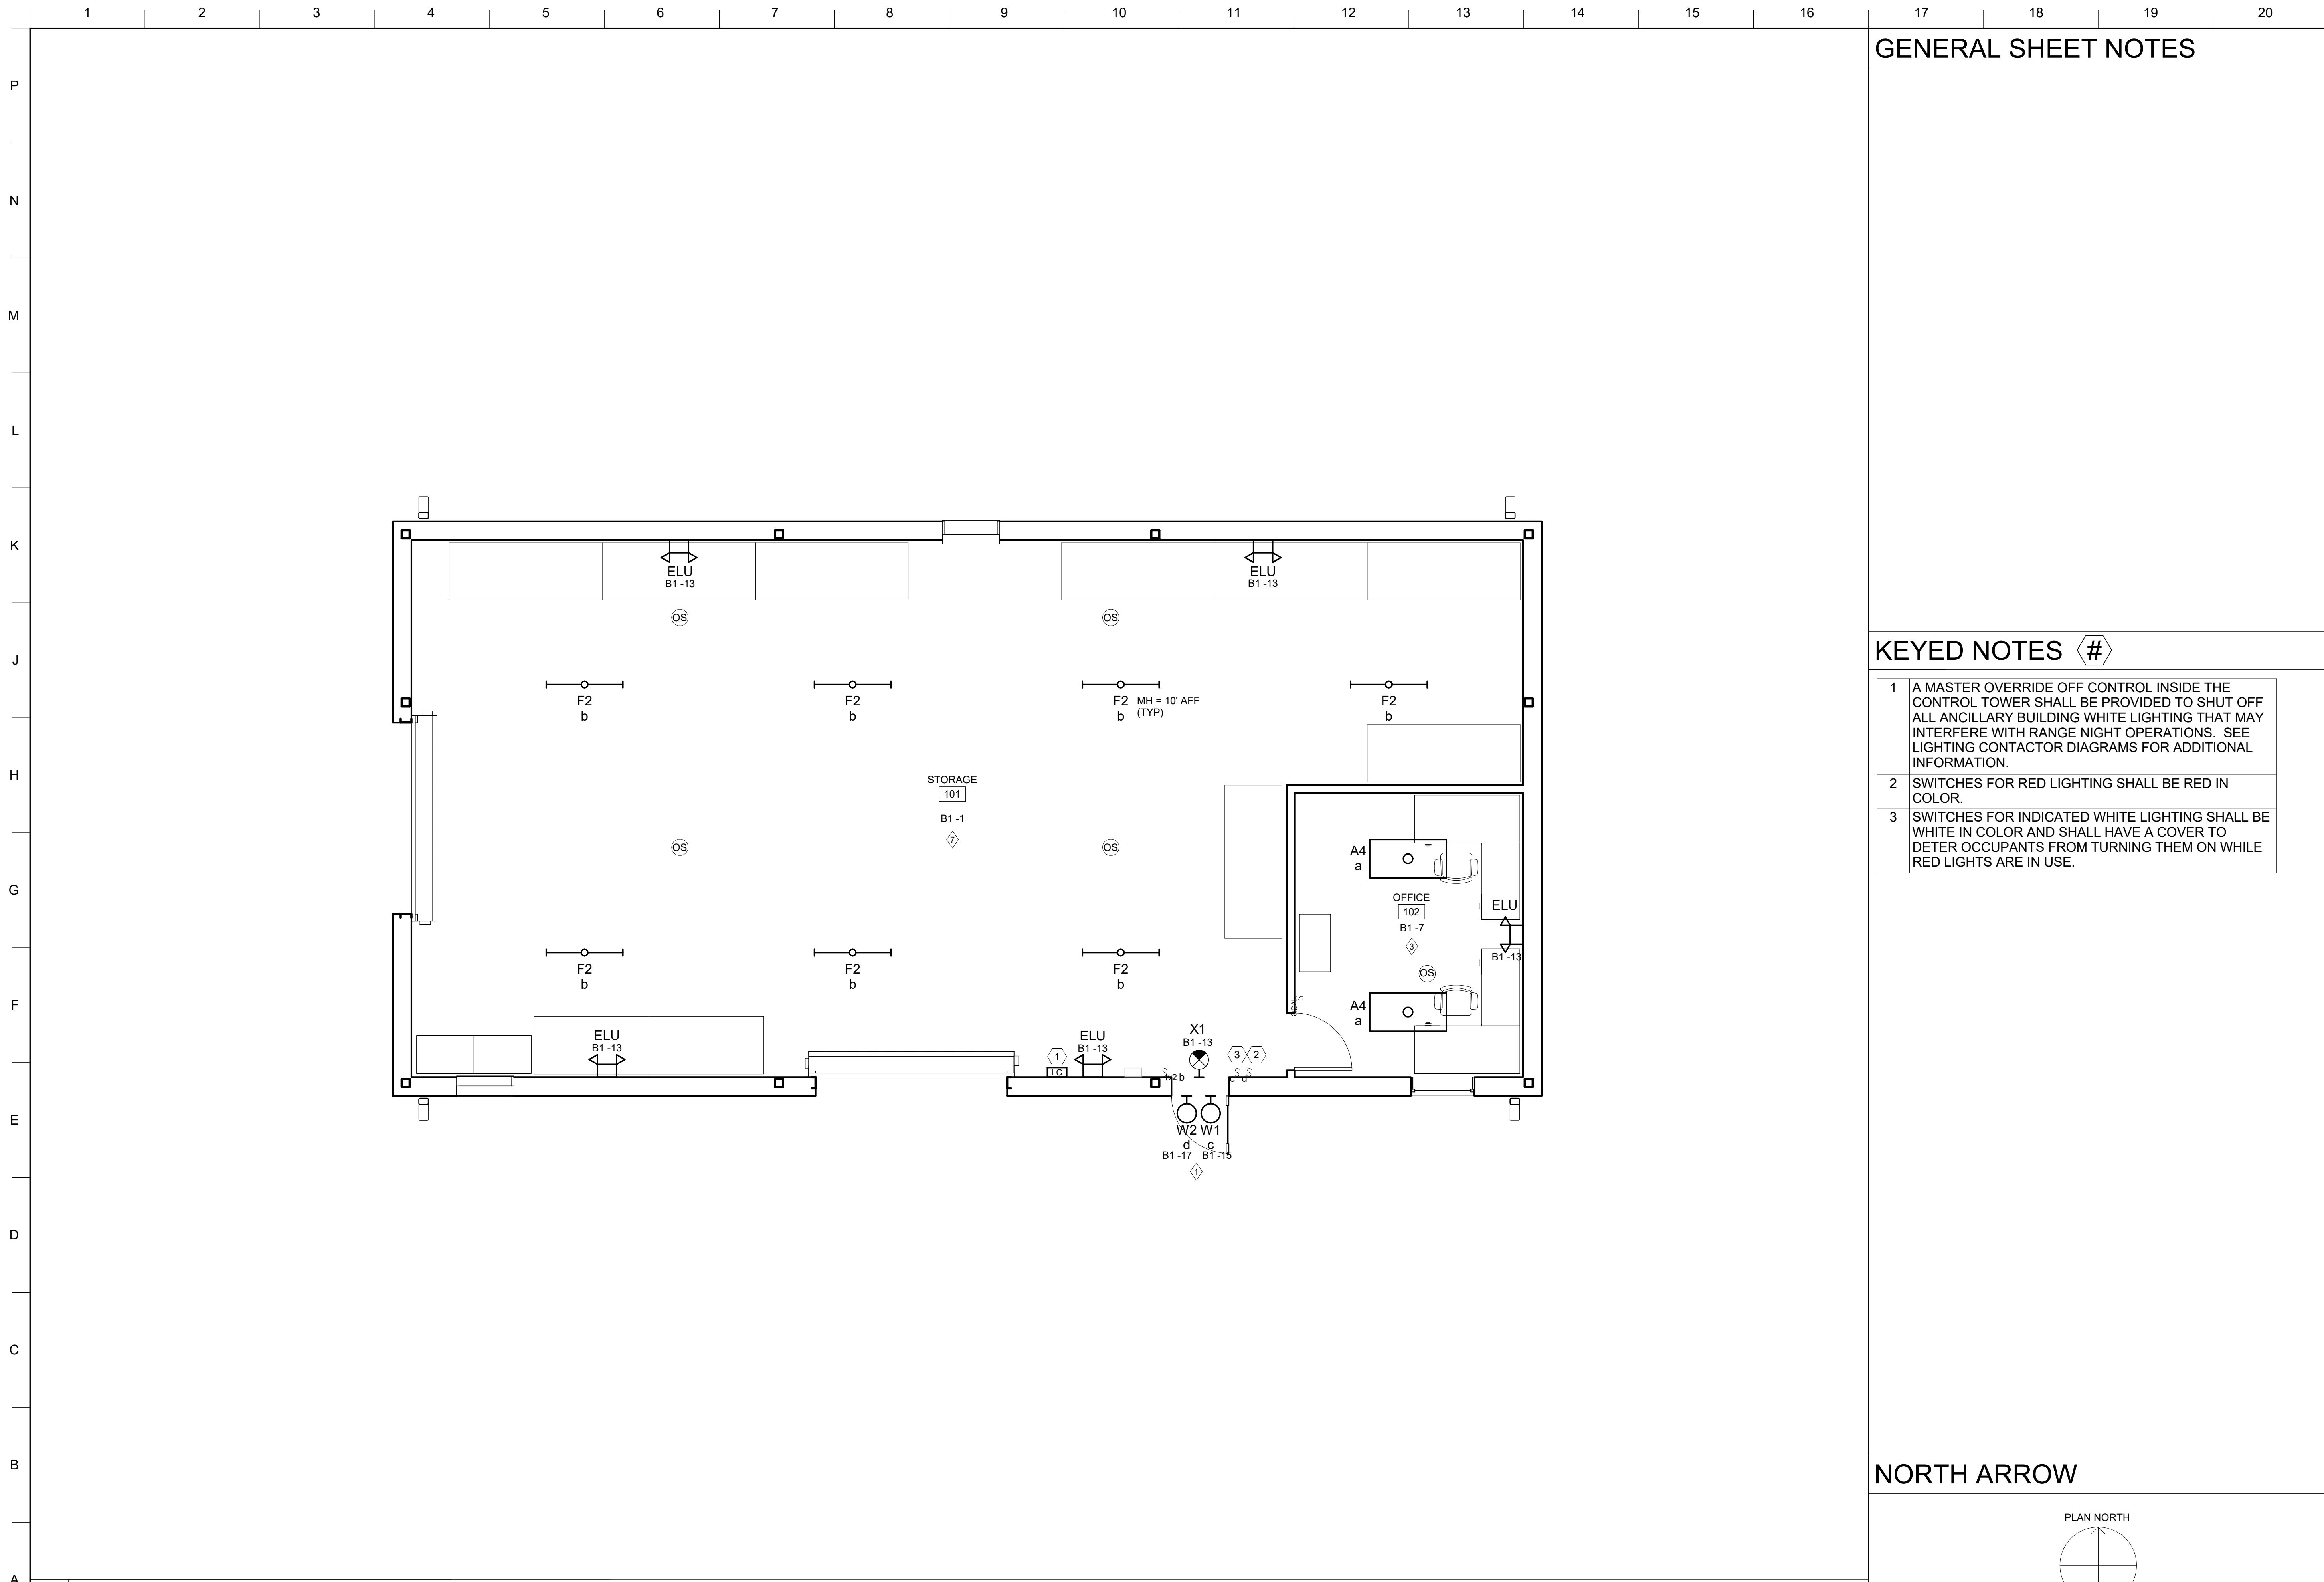 1 2 3 4 5 6 7 8 9 10 11 12 13 14 15 16 17 18 19 20
P
N
M
L
K
J
H
G
F
E
D
C
B
A
ELU
B1 -13
ELU
B1 -13
OS
OS
F2
b
F2
b
F2
b
MH = 10' AFF
(TYP)
F2
b
STORAGE
101
B1 -1
7
OS
OS
A4
a
OFFICE
102
B1 -7
3
ELU
B1 -13
OS
A4
a
F2
b
F2
b
F2
b
ELU
B1 -13
1
LC
ELU
B1 -13
X1
B1 -13
3 2
S
b
S S
c d
W2 W1
d c
B1 -17 B1 -15
1
GENERAL SHEET NOTES
KEYED NOTES #
1 A MASTER OVERRIDE OFF CONTROL INSIDE THE
CONTROL TOWER SHALL BE PROVIDED TO SHUT OFF
ALL ANCILLARY BUILDING WHITE LIGHTING THAT MAY
INTERFERE WITH RANGE NIGHT OPERATIONS. SEE
LIGHTING CONTACTOR DIAGRAMS FOR ADDITIONAL
INFORMATION.
2 SWITCHES FOR RED LIGHTING SHALL BE RED IN
COLOR.
3 SWITCHES FOR INDICATED WHITE LIGHTING SHALL BE
WHITE IN COLOR AND SHALL HAVE A COVER TO
DETER OCCUPANTS FROM TURNING THEM ON WHILE
RED LIGHTS ARE IN USE.
NORTH ARROW
PLAN NORTH